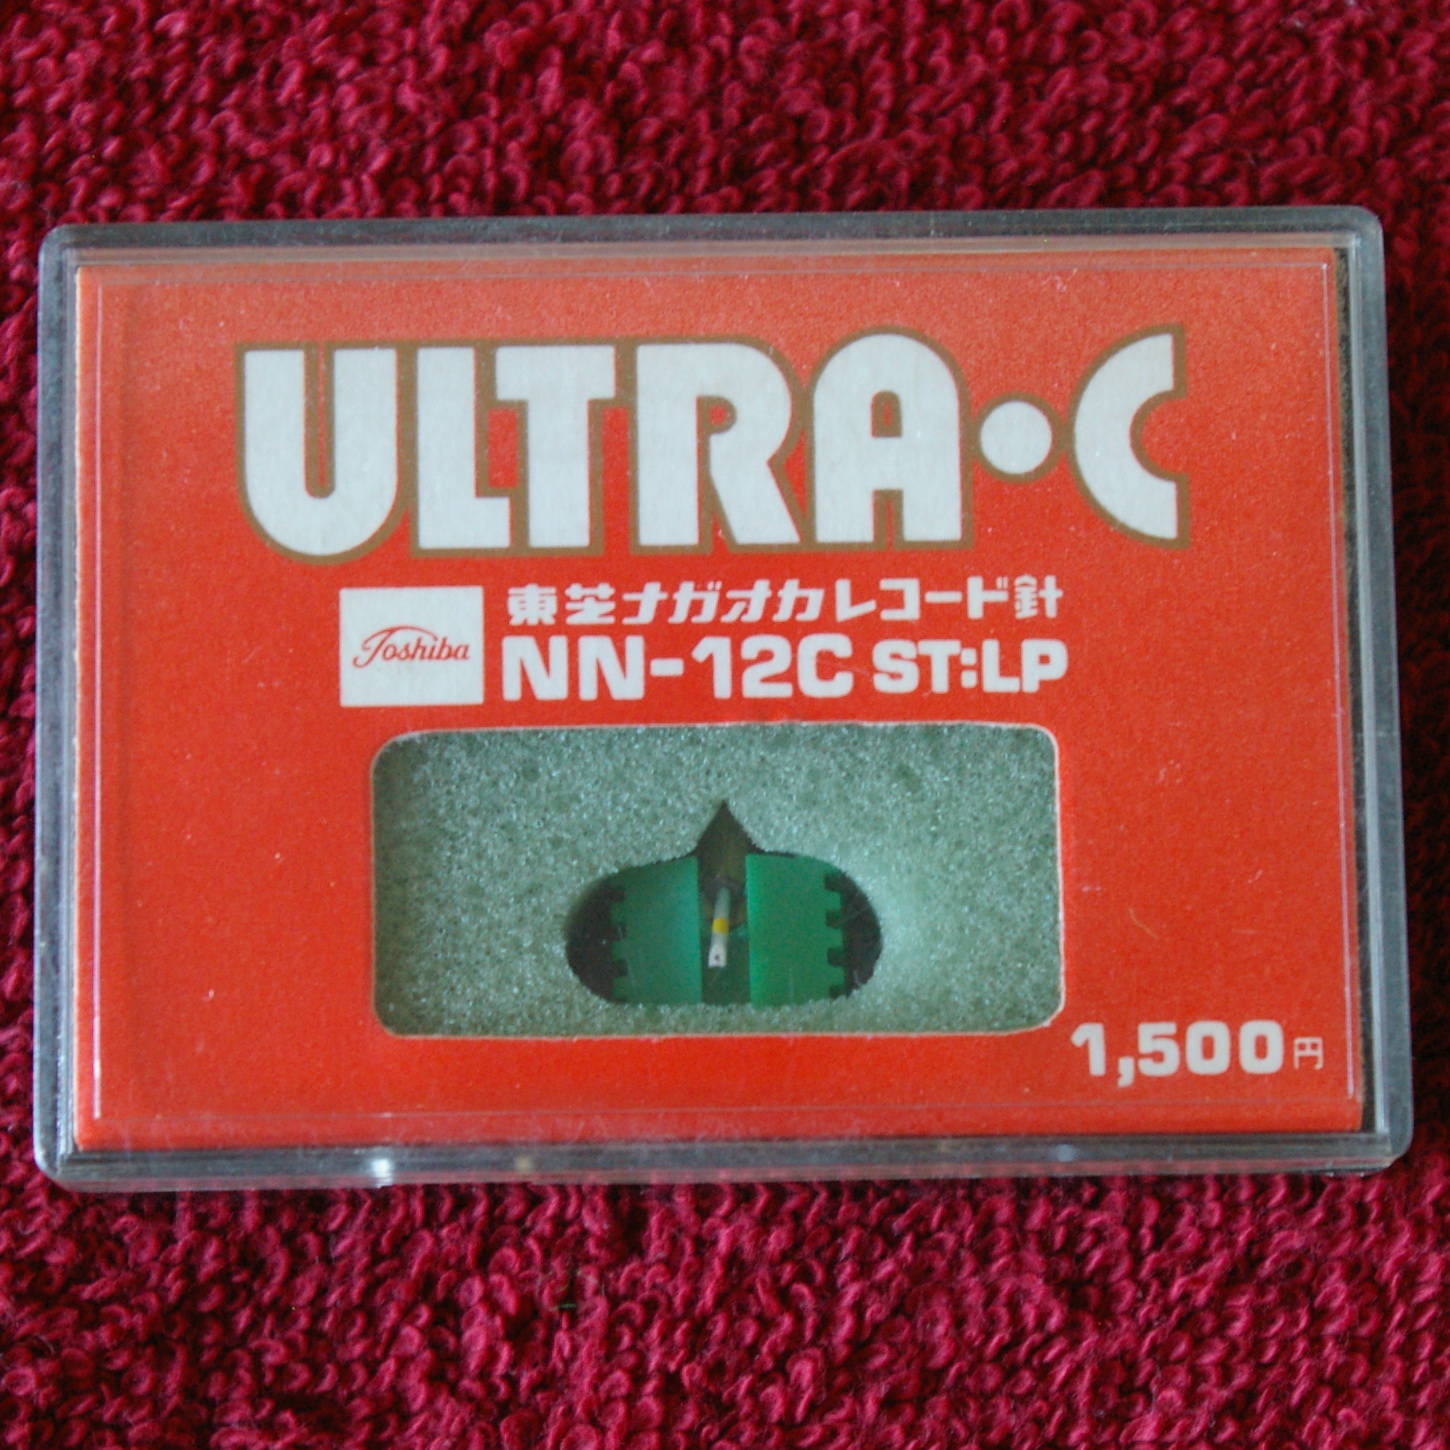 ULTRA•C
Toshiba
東芝ナガオカレコード針
NN-12C ST:LP
1,500円